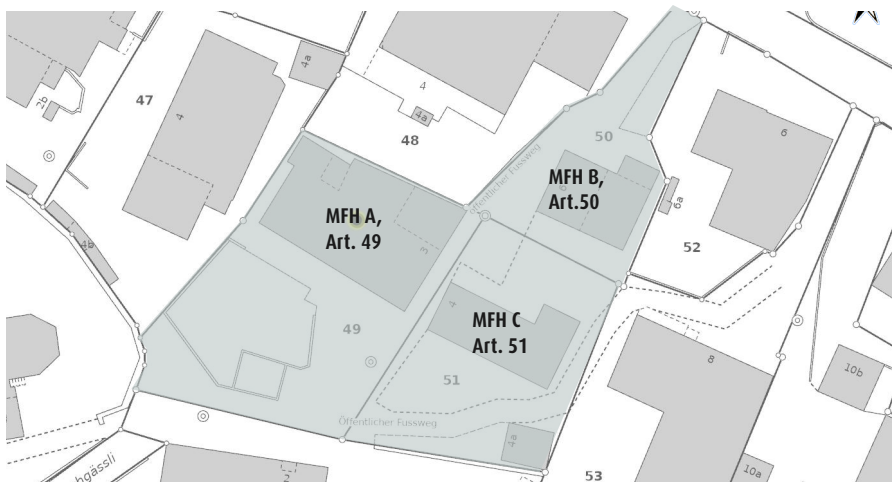 4a
47
4
4
2b
4a
48
50
6
Öffentlicher Fussweg
MFH B,
Art.50
6
6a
MFH A,
Art. 49
52
3
4b
4
MFH C
Art. 51
49
8
10b
51
Öffentlicher Fussweg
4a
53
10a
2